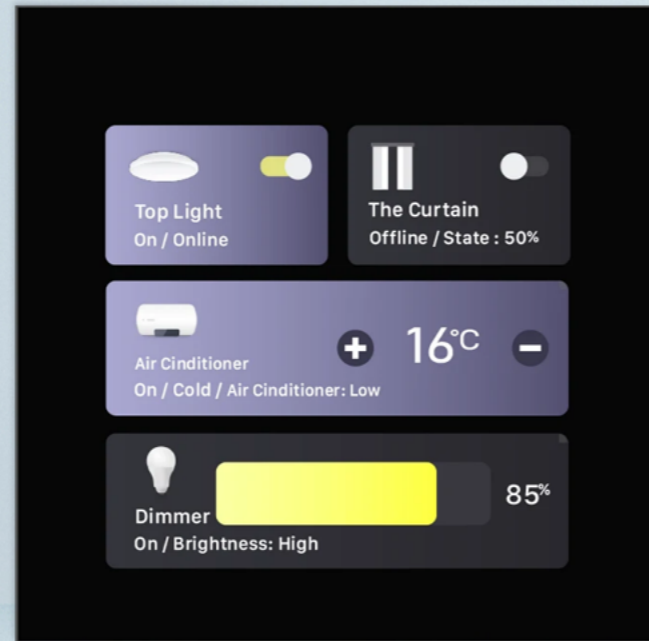 Top Light
On / Online
The Curtain
Offline / State : 50%
16°C
Air Cinditioner
On / Cold / Air Cinditioner: Low
85%
Dimmer
On / Brightness: High